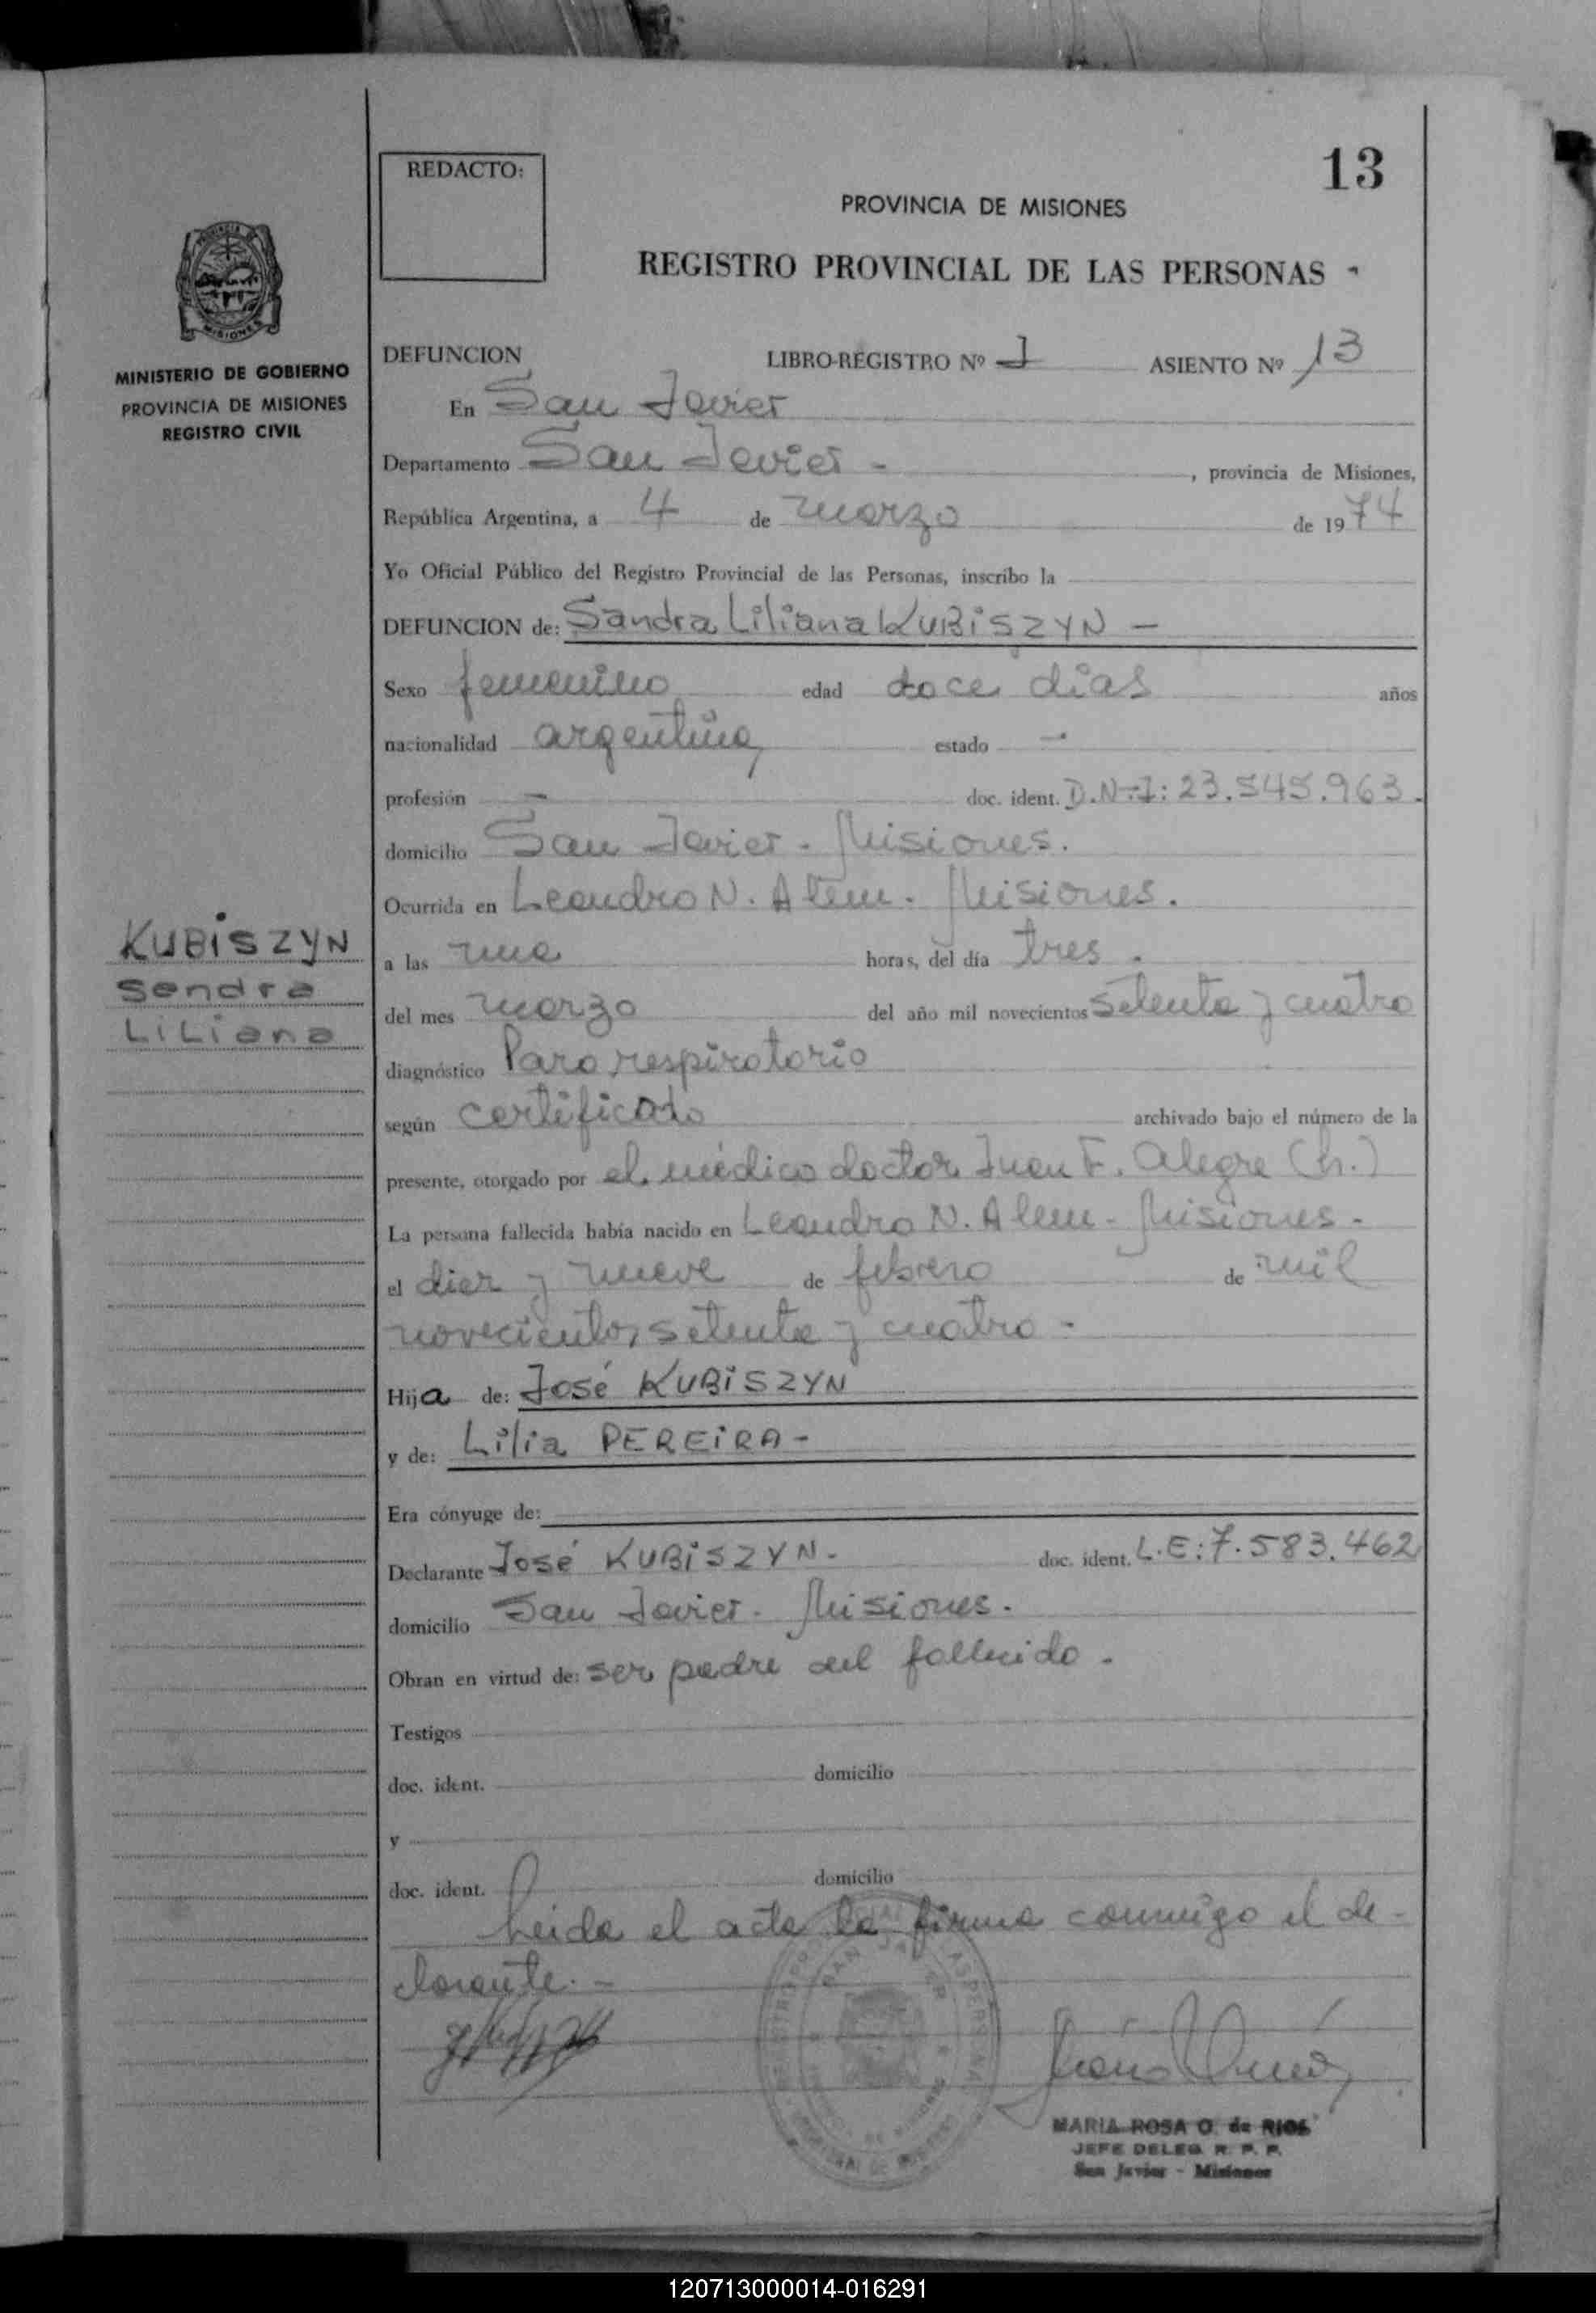 13
REDACTO:
PROVINCIA DE MISIONES
REGISTRO PROVINCIAL DE LAS PERSONAS
MISIONES
MINISTERIO DE GOBIERNO
PROVINCIA DE MISIONES
REGISTRO CIVIL
DEFUNCION LIBRO-REGISTRO Nº 1 ASIENTO Nº 13
En San Javier
Departamento San Javier - , provincia de Misiones,
República Argentina, a 4 de marzo de 1974
Yo Oficial Público del Registro Provincial de las Personas, inscribo la
DEFUNCION de: Sandra Liliana KUBiSZYN -
Sexo femenino edad doce días años
nacionalidad argentina estado -
profesión - doc. ident. D.N.I: 23.545.963.
domicilio San Javier - Misiones.
Ocurrida en Leandro N. Alem - Misiones.
KUBiSZYN
Sandra
LiLiana
a las una horas, del día tres.
del mes marzo del año mil novecientos setenta y cuatro
diagnóstico Paro respiratorio
según certificado archivado bajo el número de la
presente, otorgado por el médico doctor Juan F. Alegre (h.)
La persona fallecida había nacido en Leandro N. Alem - Misiones -
el diez y nueve de febrero de mil
novecientos setenta y cuatro -
Hija de: José KUBiSZYN
y de: Lilia PEREiRA -
Era cónyuge de:
Declarante José KUBiSZYN. doc. ident. L.E: 7.583.462
domicilio San Javier. Misiones.
Obran en virtud de: ser padre del fallecido.
Testigos
doc. ident. domicilio
y
doc. ident. domicilio
Leida el acta la firma conmigo el de-
clarante. -
MARIA ROSA O. de RIOS
JEFE DELEG. R. P. P.
San Javier - Misiones
120713000014-016291